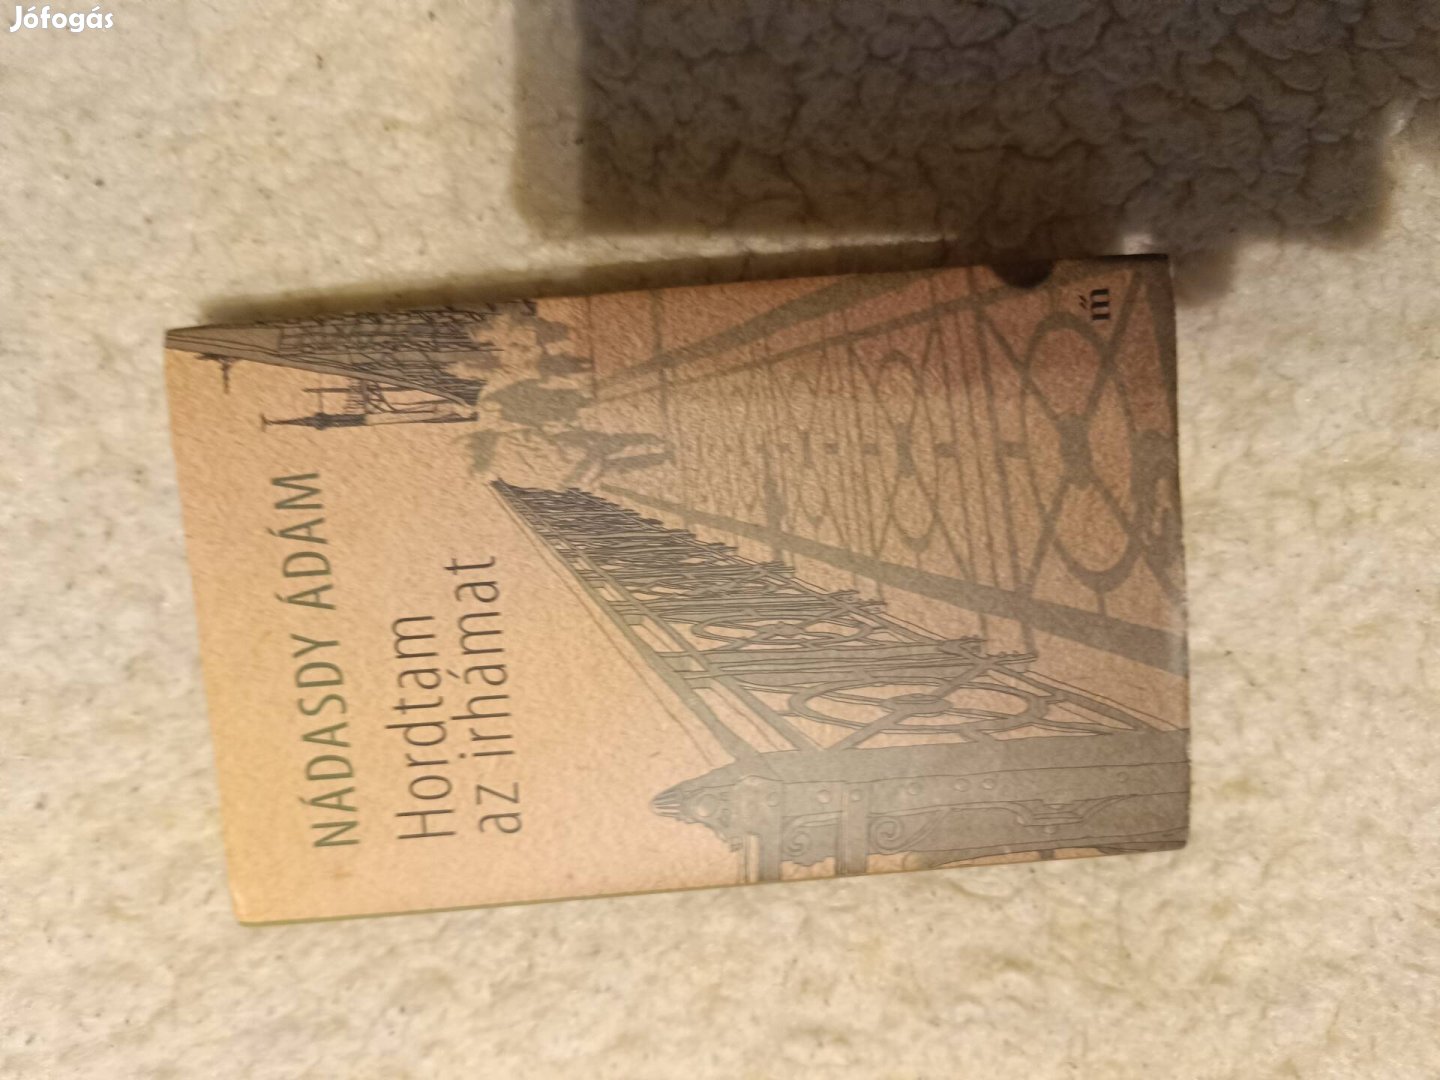 Jófogás
NÁDASDY ÁDÁM
Hordtam
az irhámat
m̋